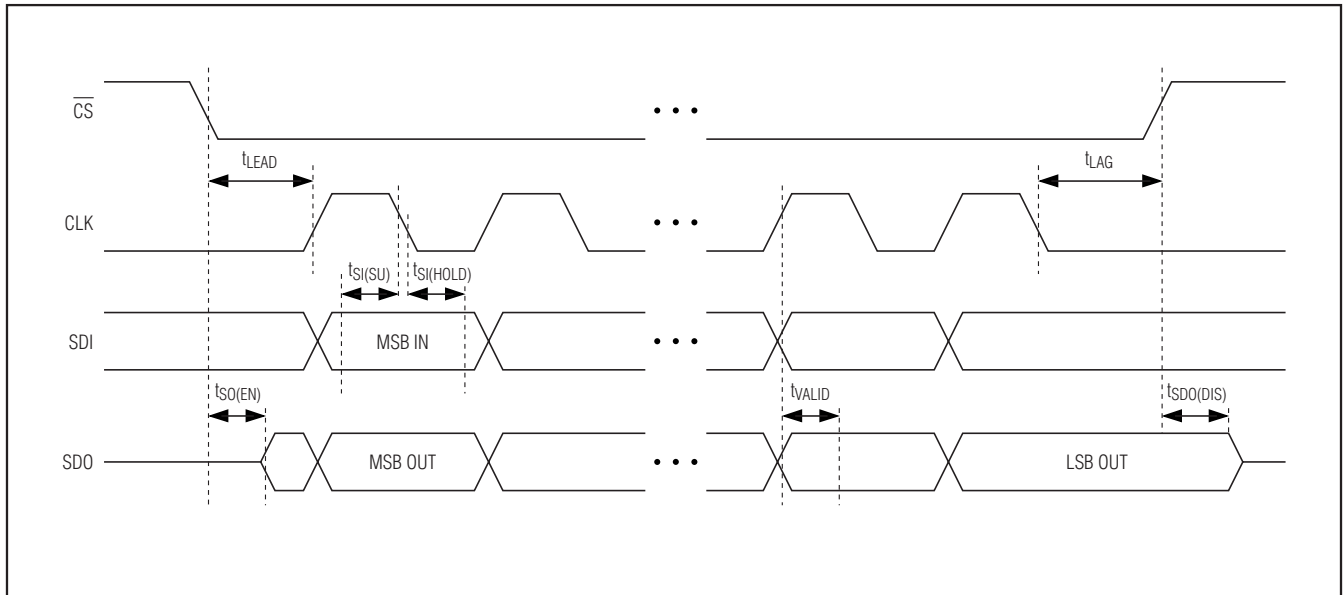 CS
• • •
tLEAD
tLAG
CLK
• • •
tSI(SU)
tSI(HOLD)
SDI
MSB IN
• • •
tSO(EN)
tVALID
tSDO(DIS)
SDO
MSB OUT
• • •
LSB OUT